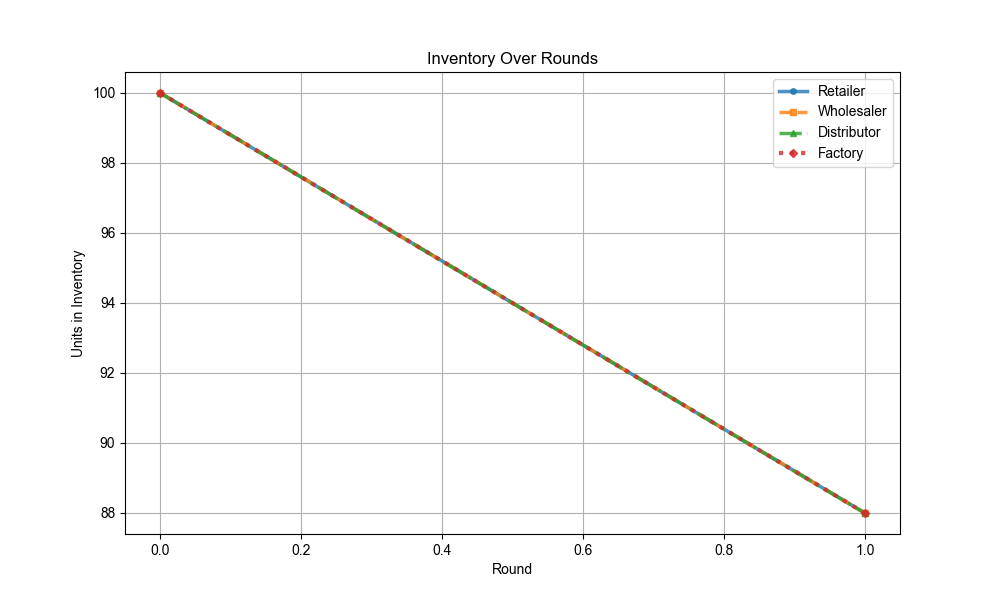 Inventory Over Rounds
Retailer
Wholesaler
Distributor
Factory
Units in Inventory
100
98
96
94
92
90
88
0.0 0.2 0.4 0.6 0.8 1.0
Round